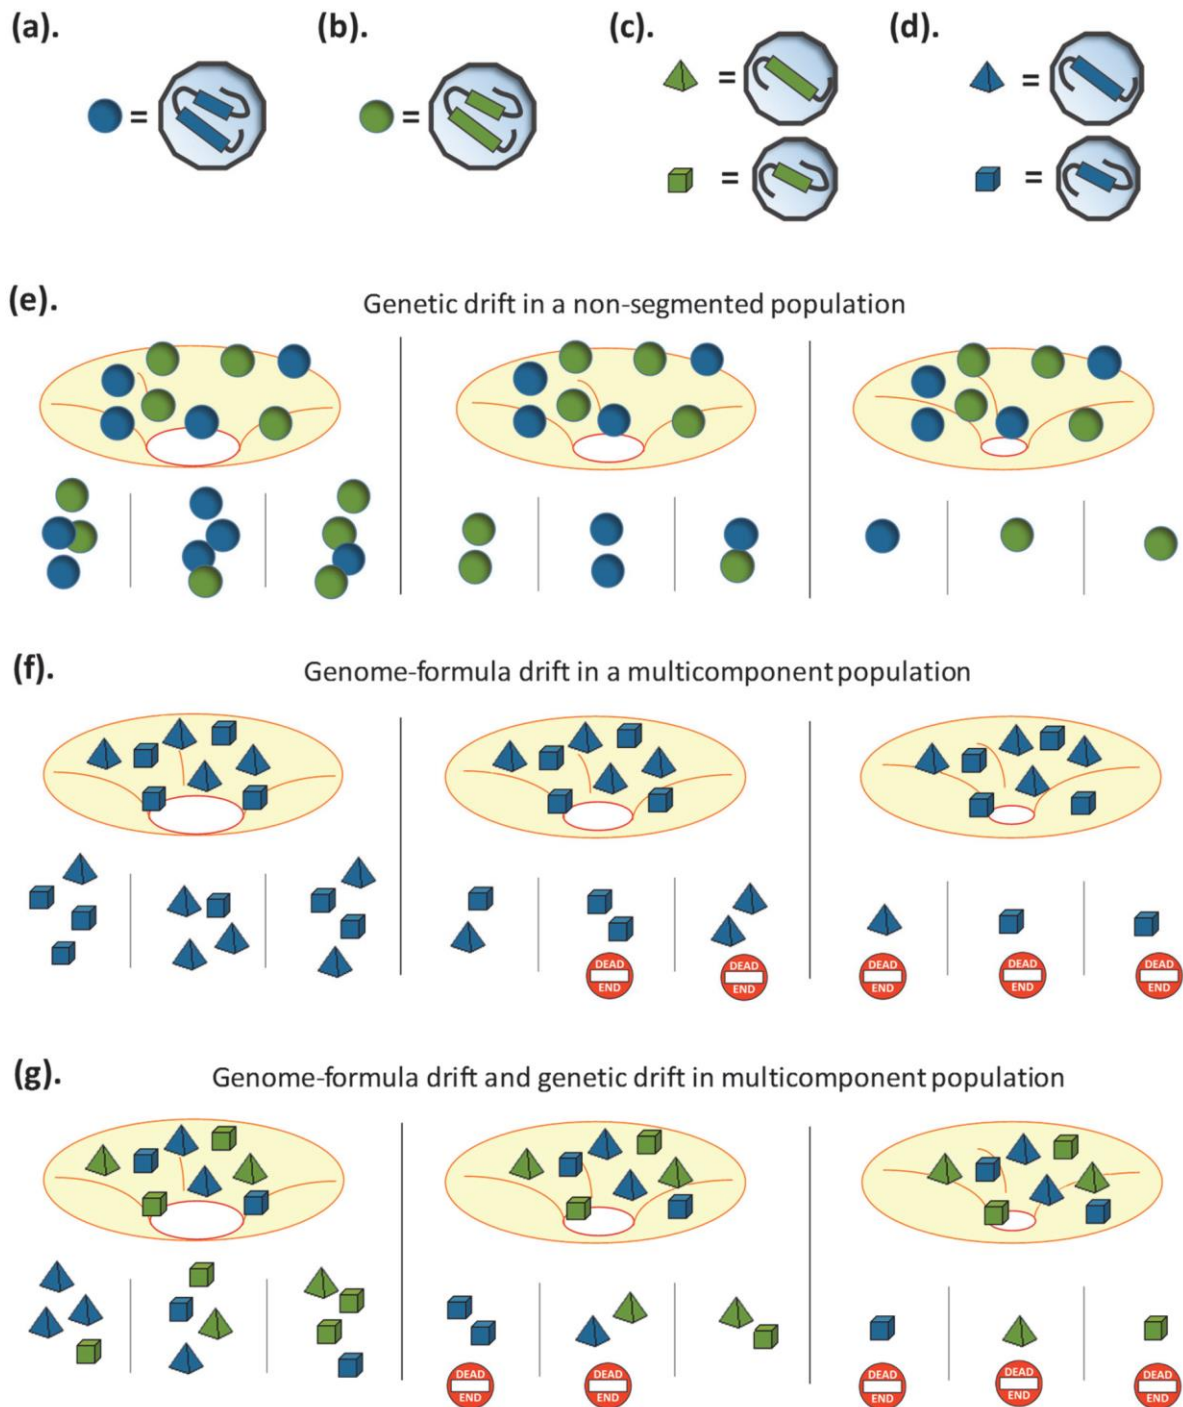 (a).
(b).
(c).
(d).
=
=
=
=
=
=
(e).
Genetic drift in a non-segmented population
(f).
Genome-formula drift in a multicomponent population
DEAD
END
DEAD
END
DEAD
END
DEAD
END
DEAD
END
(g).
Genome-formula drift and genetic drift in multicomponent population
DEAD
END
DEAD
END
DEAD
END
DEAD
END
DEAD
END